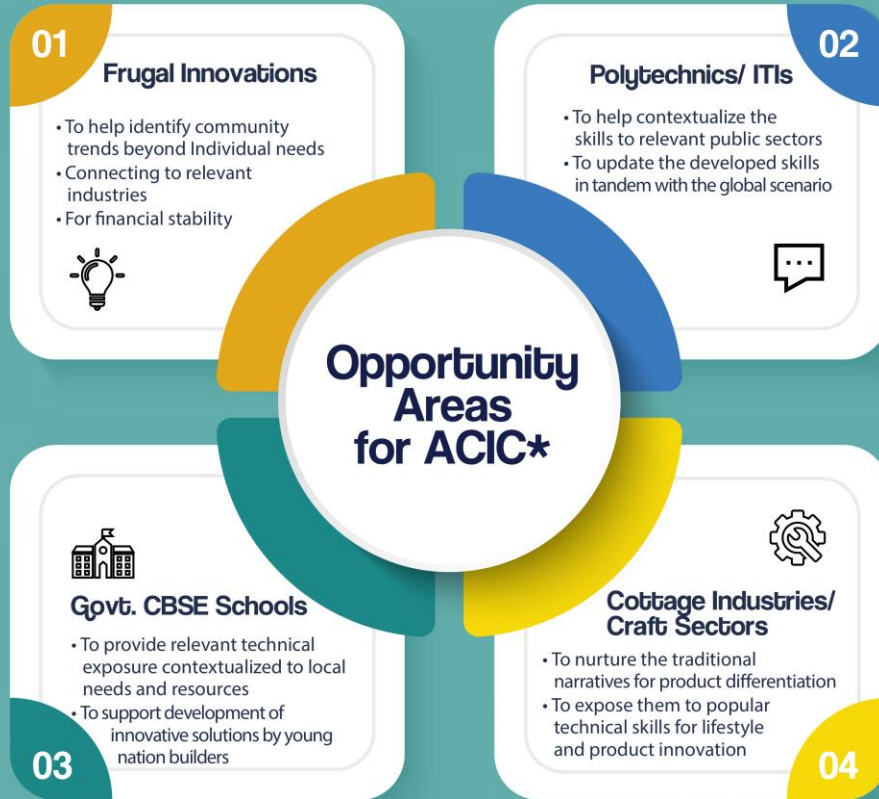 01
Frugal Innovations
• To help identify community
trends beyond Individual needs
• Connecting to relevant
industries
• For financial stability
02
Polytechnics/ ITIs
• To help contextualize the
skills to relevant public sectors
• To update the developed skills
in tandem with the global scenario
Opportunity
Areas
for ACIC*
Govt. CBSE Schools
• To provide relevant technical
exposure contextualized to local
needs and resources
• To support development of
innovative solutions by young
nation builders
03
Cottage Industries/
Craft Sectors
• To nurture the traditional
narratives for product differentiation
• To expose them to popular
technical skills for lifestyle
and product innovation
04